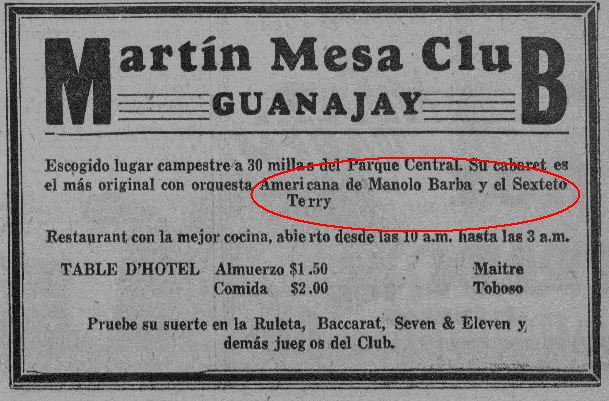 Martín Mesa CluB
GUANAJAY
Escogido lugar campestre a 30 millas del Parque Central. Su cabaret es
el más original con orquesta Americana de Manolo Barba y el Sexteto
Terry
Restaurant con la mejor cocina, abierto desde las 10 a.m. hasta las 3 a.m.
TABLE D'HOTEL Almuerzo $1.50 Maitre
Comida $2.00 Toboso
Pruebe su suerte en la Ruleta, Baccarat, Seven & Eleven y
demás juegos del Club.